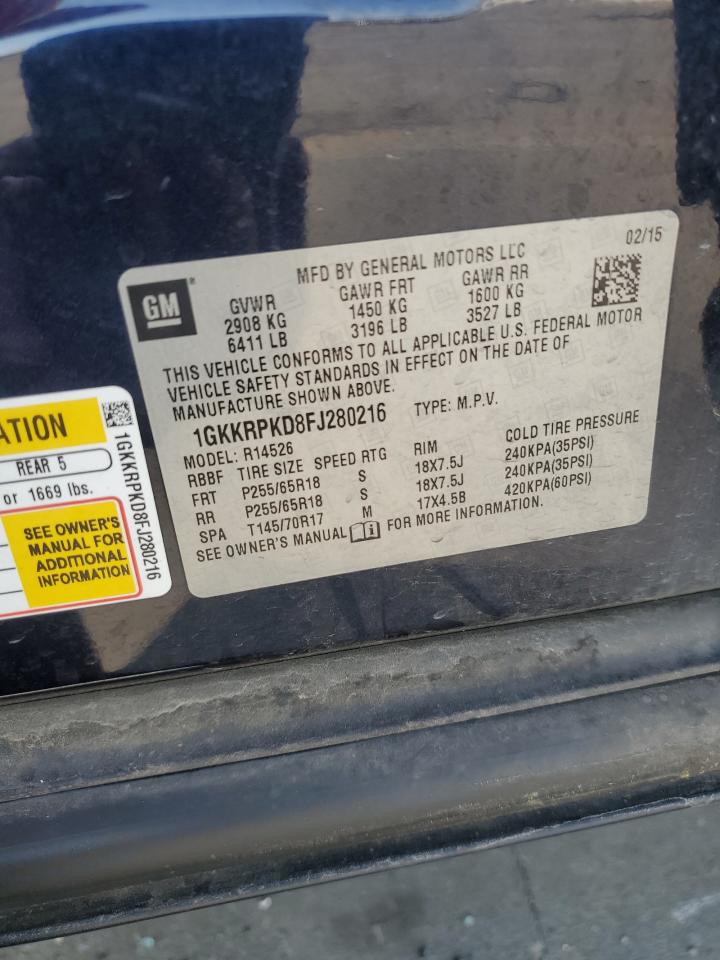 02/15
MFD BY GENERAL MOTORS LLC
GM
GVWR GAWR FRT GAWR RR
2908 KG 1450 KG 1600 KG
6411 LB 3196 LB 3527 LB
THIS VEHICLE CONFORMS TO ALL APPLICABLE U.S. FEDERAL MOTOR
VEHICLE SAFETY STANDARDS IN EFFECT ON THE DATE OF
MANUFACTURE SHOWN ABOVE.
1GKKRPKD8FJ280216 TYPE: M.P.V.
MODEL: R14526
RBBF TIRE SIZE SPEED RTG RIM COLD TIRE PRESSURE
FRT P255/65R18 S 18X7.5J 240KPA(35PSI)
RR P255/65R18 S 18X7.5J 240KPA(35PSI)
SPA T145/70R17 M 17X4.5B 420KPA(60PSI)
SEE OWNER'S MANUAL FOR MORE INFORMATION.
ATION
REAR 5
or 1669 lbs.
SEE OWNER'S
MANUAL FOR
ADDITIONAL
INFORMATION
1GKKRPKD8FJ280216